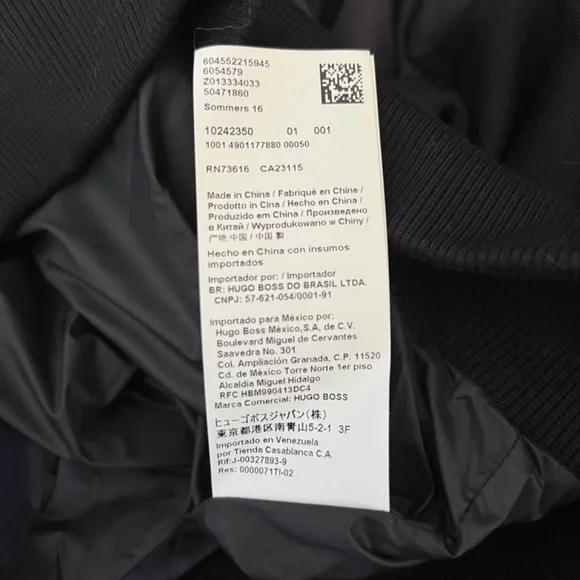 604552215945
6054579
Z013334033
50471860
Sommers 16
10242350 01 001
1001 4901177880 00050
RN73616 CA23115
Made in China / Fabriqué en Chine /
Prodotto in Cina / Hecho en China /
Produzido em China / Произведено
в Китай / Wyprodukowano w Chiny /
产地 中国 / 中国 製
Hecho en China con insumos
importados
Importador por: / Importador
BR: HUGO BOSS DO BRASIL LTDA.
CNPJ: 57-621-054/0001-91
Importado para México por:
Hugo Boss México,S.A, de C.V.
Boulevard Miguel de Cervantes
Saavedra No. 301
Col. Ampliación Granada, C.P. 11520
Cd. de México Torre Norte 1er piso
Alcaldía Miguel Hidalgo
RFC HBM990413DC4
Marca Comercial: HUGO BOSS
ヒューゴボスジャパン(株)
東京都港区南青山5-2-1 3F
Importado en Venezuela
por Tienda Casablanca C.A.
Rif:J-00327893-9
Res: 0000071TI-02